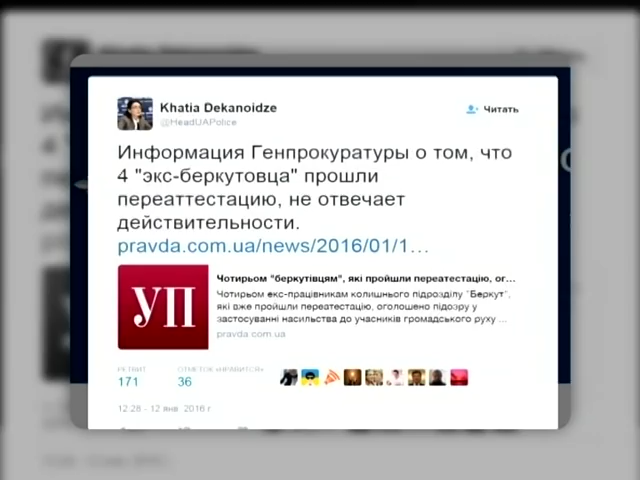 Khatia Dekanoidze
@HeadUAPolice
Читать
Информация Генпрокуратуры о том, что
4 "экс-беркутовца" прошли
переаттестацию, не отвечает
действительности.
pravda.com.ua/news/2016/01/1…
УП
Чотирьом "беркутівцям", які пройшли переатестацію, ог...
Чотирьом екс-працівникам колишнього підрозділу "Беркут",
які вже пройшли переатестацію, оголошено підозру у
застосуванні насильства до учасників громадського руху ...
pravda.com.ua
РЕТВИТ
ОТМЕТОК «НРАВИТСЯ»
171
36
12:28 - 12 янв. 2016 г.